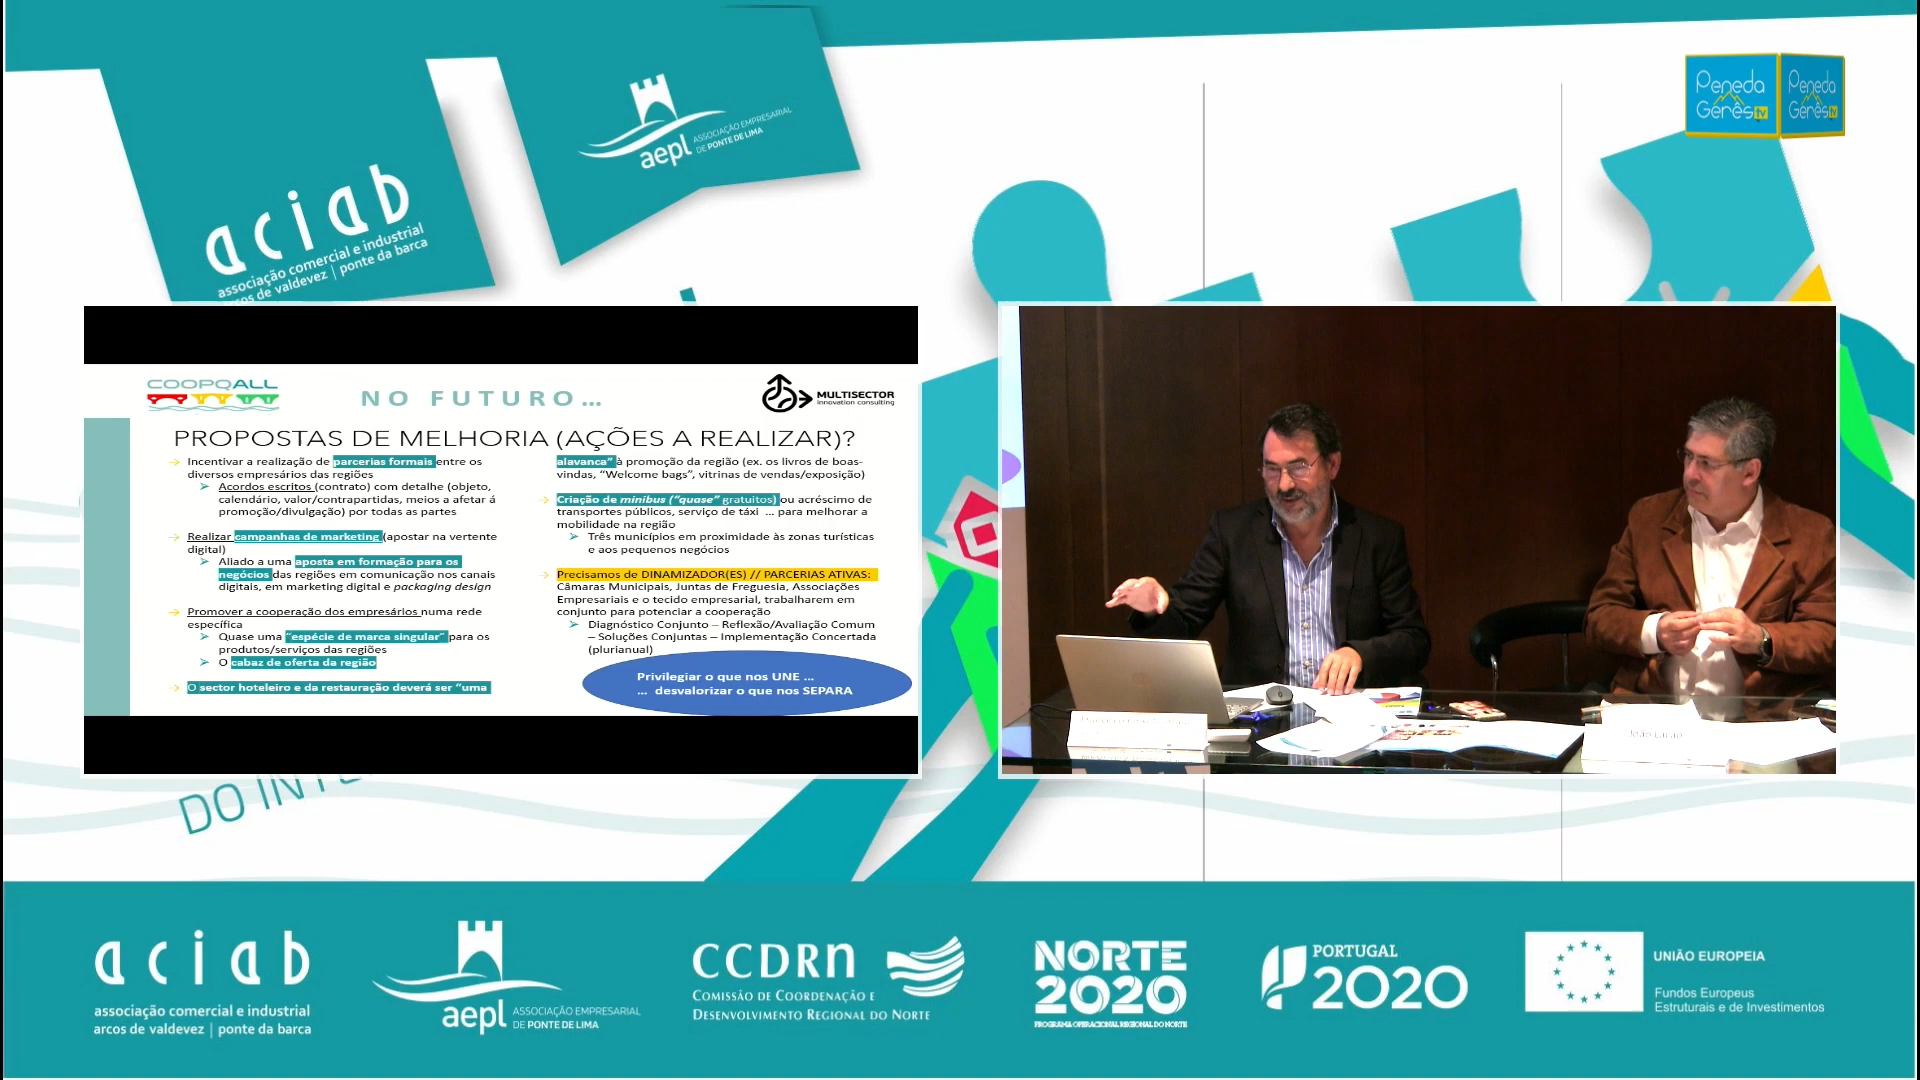 aciab
associação comercial e industrial
arcos de valdevez | ponte da barca
aepl
ASSOCIAÇÃO EMPRESARIAL
DE PONTE DE LIMA
Peneda
Gerês tv
Peneda
Gerês tv
COOPQALL
NO FUTURO...
MULTISECTOR
innovation consulting
PROPOSTAS DE MELHORIA (AÇÕES A REALIZAR)?
Incentivar a realização de parcerias formais entre os
diversos empresários das regiões
Acordos escritos (contrato) com detalhe (objeto,
calendário, valor/contrapartidas, meios a afetar á
promoção/divulgação) por todas as partes
Realizar campanhas de marketing (apostar na vertente
digital)
Aliado a uma aposta em formação para os
negócios das regiões em comunicação nos canais
digitais, em marketing digital e packaging design
Promover a cooperação dos empresários numa rede
específica
Quase uma "espécie de marca singular" para os
produtos/serviços das regiões
O cabaz de oferta da região
O sector hoteleiro e da restauração deverá ser "uma
alavanca" à promoção da região (ex. os livros de boas-
vindas, "Welcome bags", vitrinas de vendas/exposição)
Criação de minibus ("quase" gratuitos) ou acréscimo de
transportes públicos, serviço de táxi ... para melhorar a
mobilidade na região
Três municípios em proximidade às zonas turísticas
e aos pequenos negócios
Precisamos de DINAMIZADOR(ES) // PARCERIAS ATIVAS:
Câmaras Municipais, Juntas de Freguesia, Associações
Empresariais e o tecido empresarial, trabalharem em
conjunto para potenciar a cooperação
Diagnóstico Conjunto – Reflexão/Avaliação Comum
– Soluções Conjuntas – Implementação Concertada
(plurianual)
Privilegiar o que nos UNE ...
... desvalorizar o que nos SEPARA
João Lacão
DO INTE
aciab
associação comercial e industrial
arcos de valdevez | ponte da barca
aepl
ASSOCIAÇÃO EMPRESARIAL
DE PONTE DE LIMA
CCDRN
COMISSÃO DE COORDENAÇÃO E
DESENVOLVIMENTO REGIONAL DO NORTE
NORTE
2020
PROGRAMA OPERACIONAL REGIONAL DO NORTE
PORTUGAL
2020
UNIÃO EUROPEIA
Fundos Europeus
Estruturais e de Investimentos